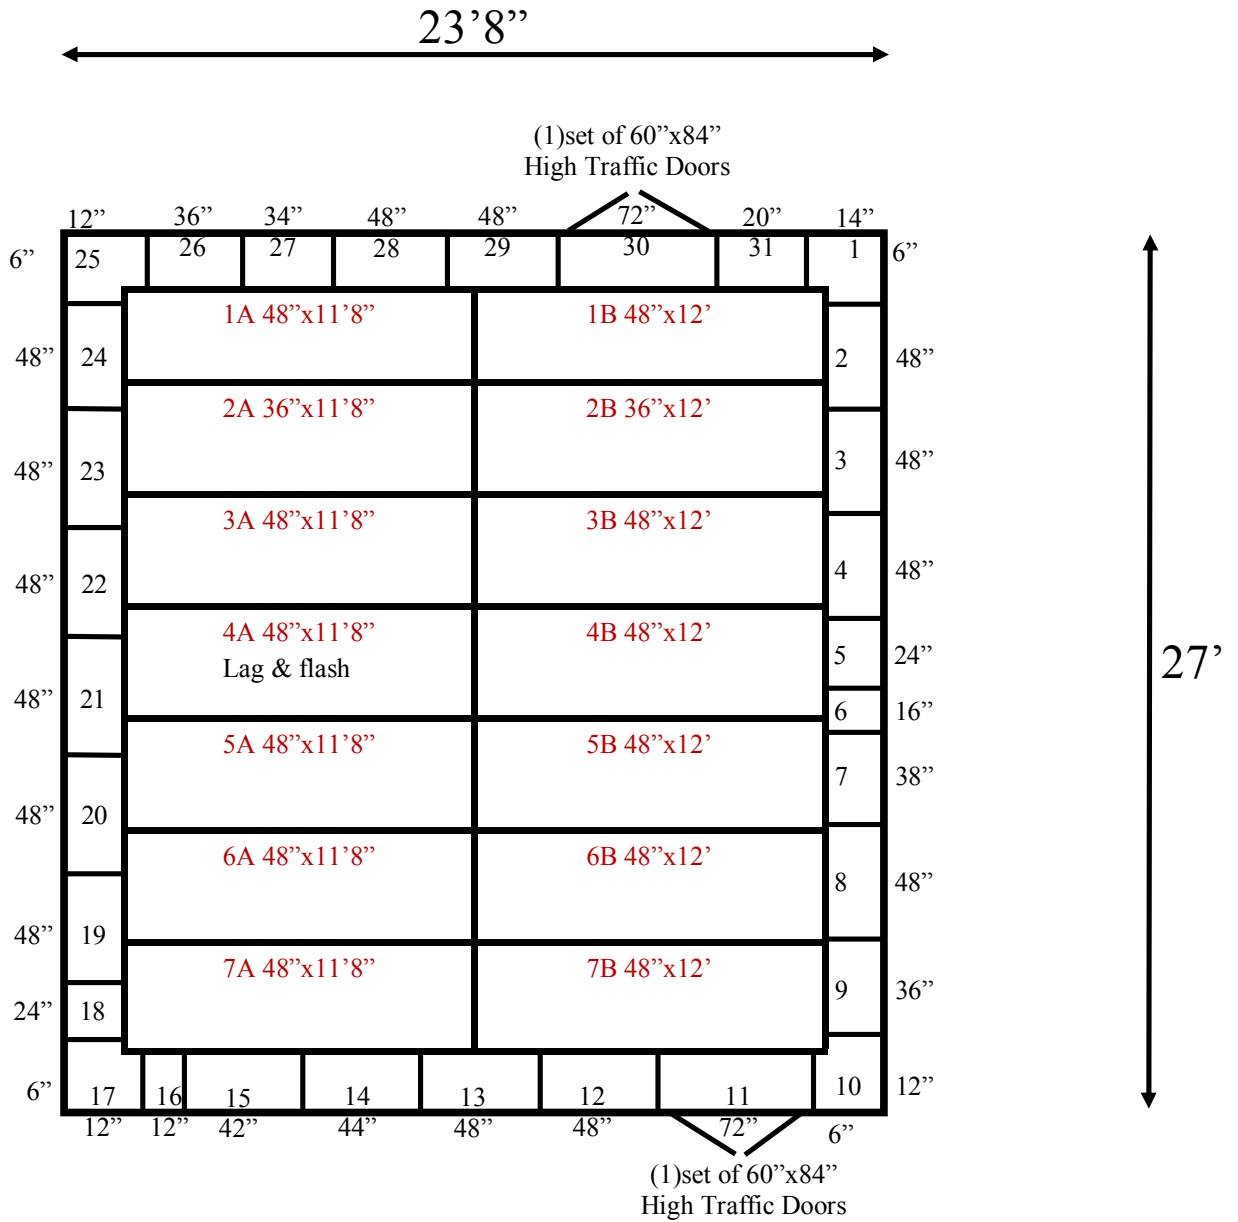 23’8”
(1)set of 60”x84”
High Traffic Doors
12” 36” 34” 48” 48” 72” 20” 14”
6” 25 26 27 28 29 30 31 1 6”
1A 48”x11’8” 1B 48”x12’
48” 24 2 48”
2A 36”x11’8” 2B 36”x12’
48” 23 3 48”
3A 48”x11’8” 3B 48”x12’
48” 22 4 48”
4A 48”x11’8” 4B 48”x12’
Lag & flash 5 24” 27’
48” 21 6 16”
5A 48”x11’8” 5B 48”x12’
7 38”
48” 20
6A 48”x11’8” 6B 48”x12’
8 48”
48” 19
7A 48”x11’8” 7B 48”x12’
9 36”
24” 18
6” 17 16 15 14 13 12 11 10 12”
12” 12” 42” 44” 48” 48” 72” 6”
(1)set of 60”x84”
High Traffic Doors